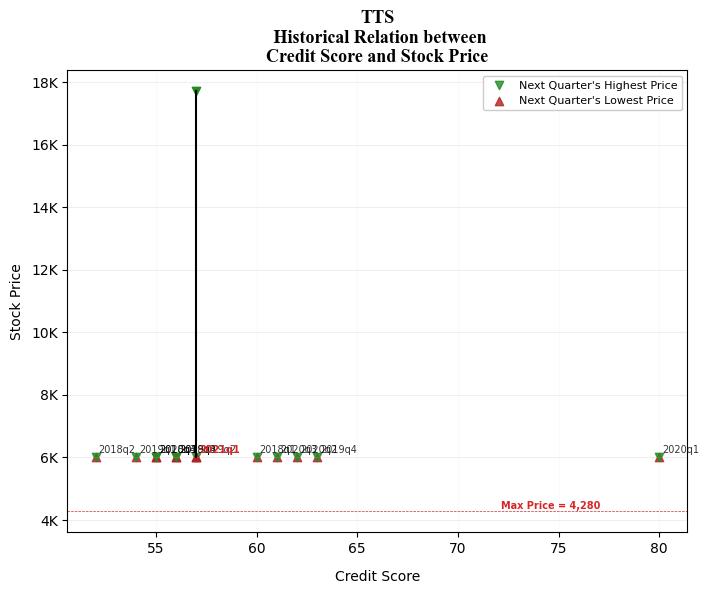 TTS
Historical Relation between
Credit Score and Stock Price
Next Quarter's Highest Price
Next Quarter's Lowest Price
18K
16K
14K
12K
10K
8K
6K
4K
Stock Price
2018q2
2018q1
2019q4
2020q1
Max Price = 4,280
55
60
65
70
75
80
Credit Score